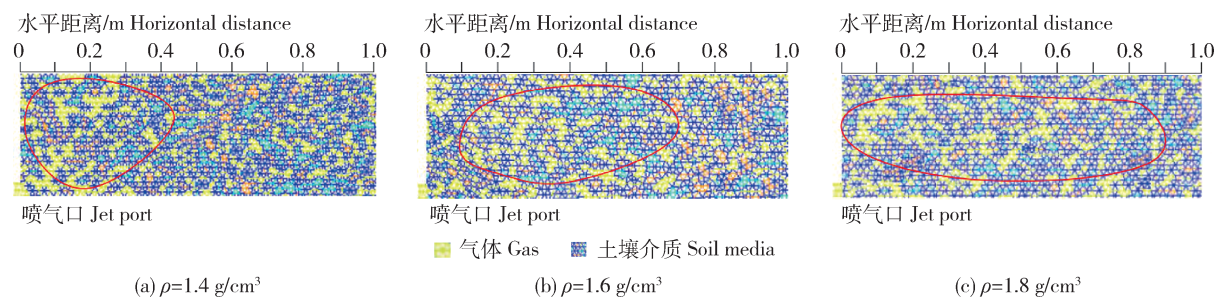 水平距离/m Horizontal distance
0 0.2 0.4 0.6 0.8 1.0
喷气口 Jet port
(a) ρ=1.4 g/cm³
水平距离/m Horizontal distance
0 0.2 0.4 0.6 0.8 1.0
喷气口 Jet port
(b) ρ=1.6 g/cm³
水平距离/m Horizontal distance
0 0.2 0.4 0.6 0.8 1.0
喷气口 Jet port
(c) ρ=1.8 g/cm³
气体 Gas 土壤介质 Soil media